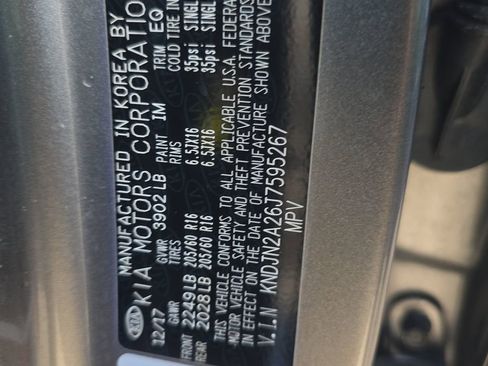 KIA MANUFACTURED IN KOREA BY
KIA MOTORS CORPORATION
12/17 GVWR 3902LB PAINT IM TRIM EQ
GAWR TIRES RIMS COLD TIRE IN
FRONT 2249LB 205/60 R16 6.5JX16 35psi SINGL
REAR 2028LB 205/60 R16 6.5JX16 35psi SINGL
THIS VEHICLE CONFORMS TO ALL APPLICABLE U.S.A. FEDERA
MOTOR VEHICLE SAFETY AND THEFT
IN EFFECT ON THE DATE OF MANUFACTURE SHOWN ABOVE
V.I.N KNDJN2A26J7595267
MPV